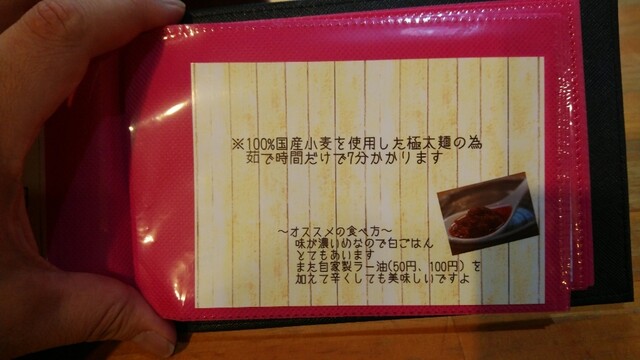 ※100%国産小麦を使用した極太麺の為
茹で時間だけで7分かかります
～オススメの食べ方～
味が濃いめなので白ごはん
とてもあいます
また自家製ラー油(50円、100円)を
加えて辛くしても美味しいですよ